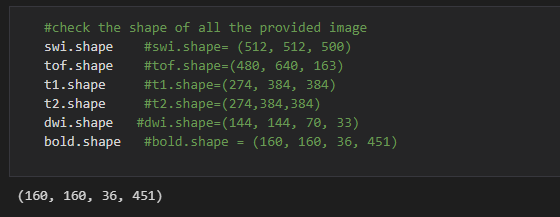 #check the shape of all the provided image
swi.shape    #swi.shape= (512, 512, 500)
tof.shape    #tof.shape=(480, 640, 163)
t1.shape     #t1.shape=(274, 384, 384)
t2.shape     #t2.shape=(274,384,384)
dwi.shape   #dwi.shape=(144, 144, 70, 33)
bold.shape   #bold.shape = (160, 160, 36, 451)
(160, 160, 36, 451)